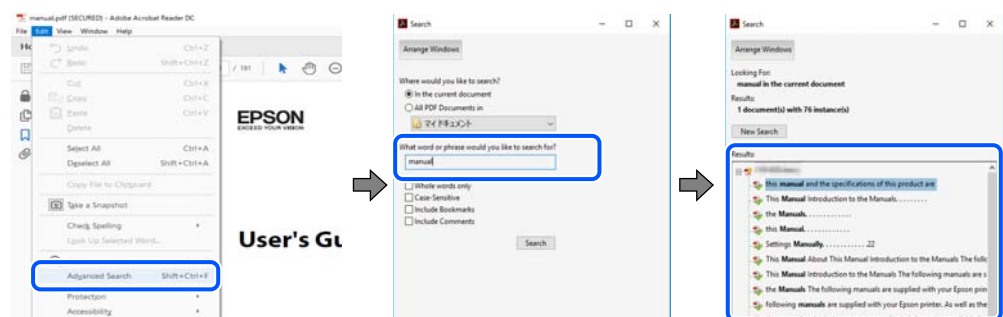 manual.pdf (SECURED) - Adobe Acrobat Reader DC
File Edit View Window Help
Undo Ctrl+Z
Redo Shift+Ctrl+Z
Cut Ctrl+X
Copy Ctrl+C
Paste Ctrl+V
Delete
Select All Ctrl+A
Deselect All Shift+Ctrl+A
Copy File to Clipboard
Take a Snapshot
Check Spelling
Look Up Selected Word...
Advanced Search Shift+Ctrl+F
Protection
Accessibility
/ 181
EPSON
EXCEED YOUR VISION
User's Gu
Search
Arrange Windows
Where would you like to search?
In the current document
All PDF Documents in
マイ ドキュメント
What word or phrase would you like to search for?
manual
Whole words only
Case-Sensitive
Include Bookmarks
Include Comments
Search
Search
Arrange Windows
Looking For:
manual in the current document
Results:
1 document(s) with 76 instance(s)
New Search
Results:
this manual and the specifications of this product are
This Manual Introduction to the Manuals. . . . . . . . .
the Manuals. . . . . . . . . . . . .
this Manual. . . . . . . . . . . . .
Settings Manually. . . . . . . . . . . . 22
This Manual About This Manual Introduction to the Manuals The follo
This Manual Introduction to the Manuals The following manuals are s
the Manuals The following manuals are supplied with your Epson prin
following manuals are supplied with your Epson printer. As well as the